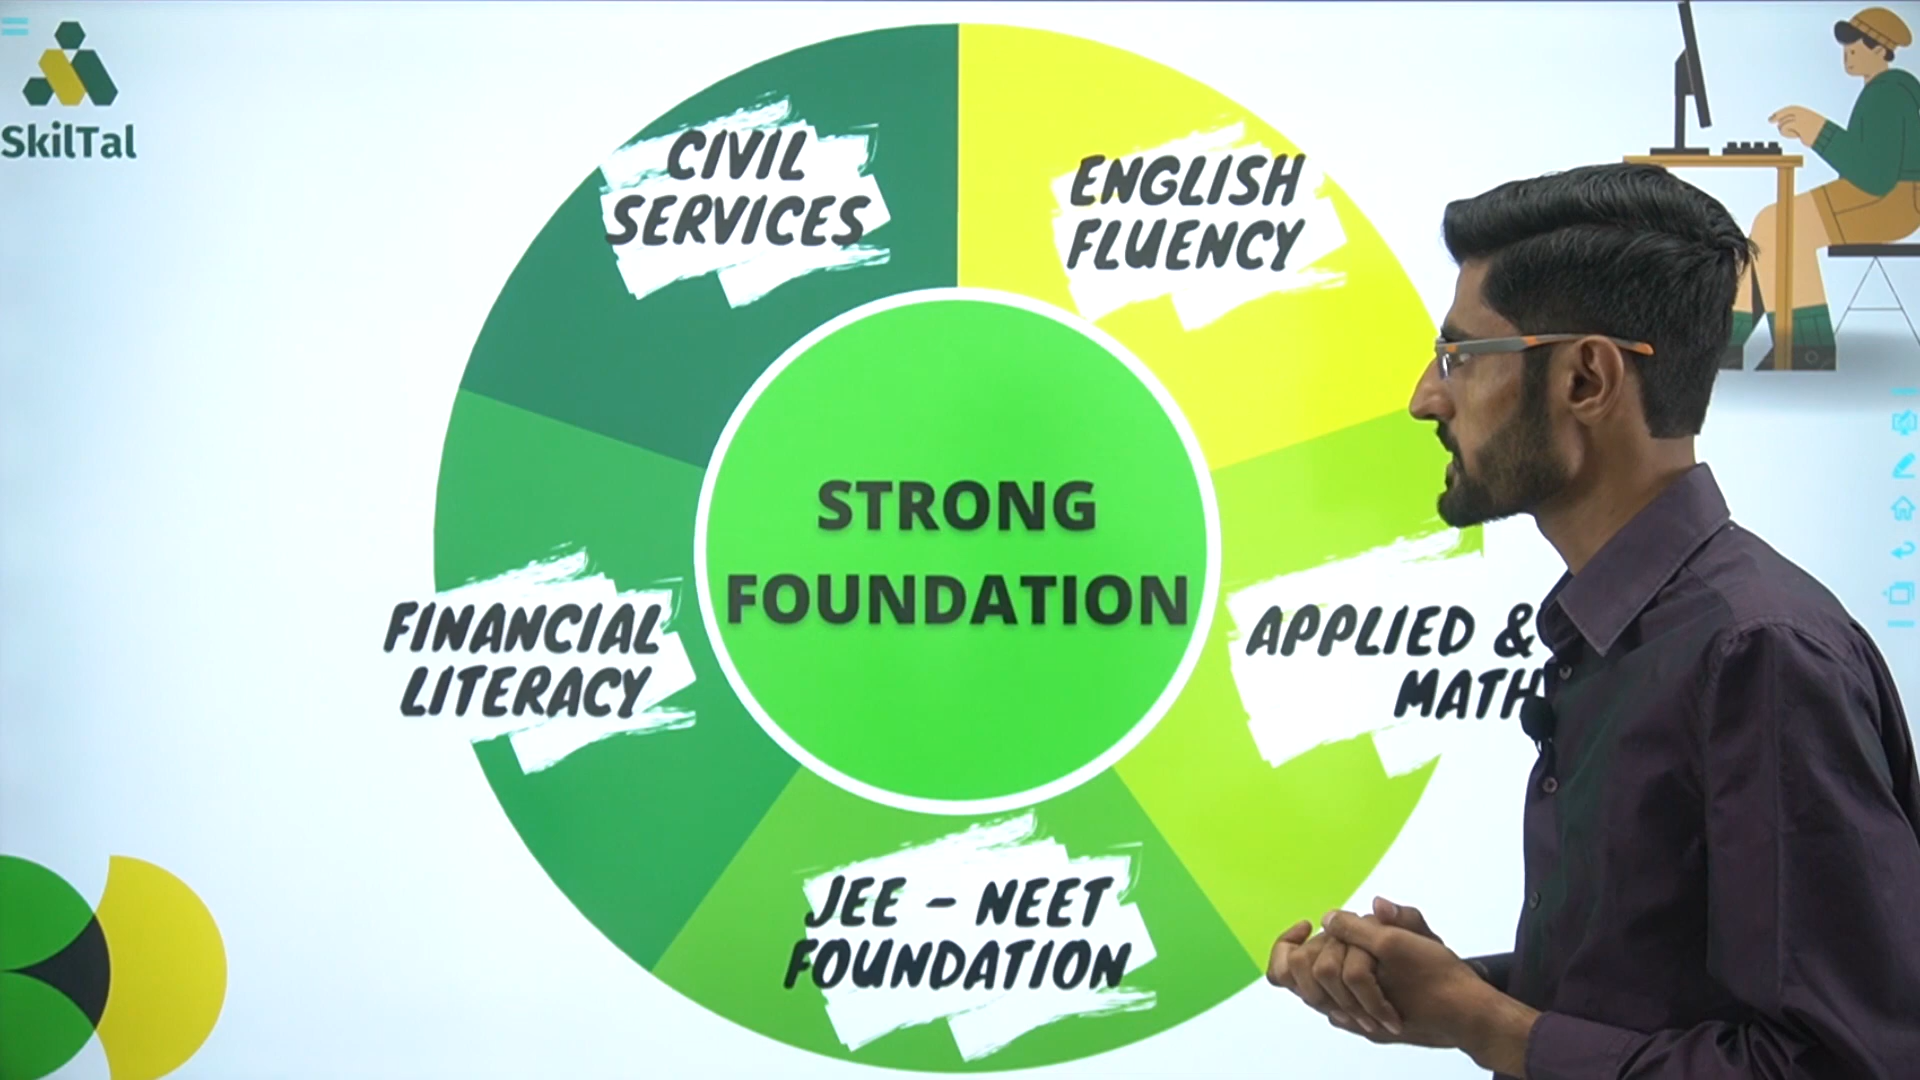 SkilTal
CIVIL
SERVICES
ENGLISH
FLUENCY
STRONG
FOUNDATION
FINANCIAL
LITERACY
APPLIED &
MATH
JEE - NEET
FOUNDATION